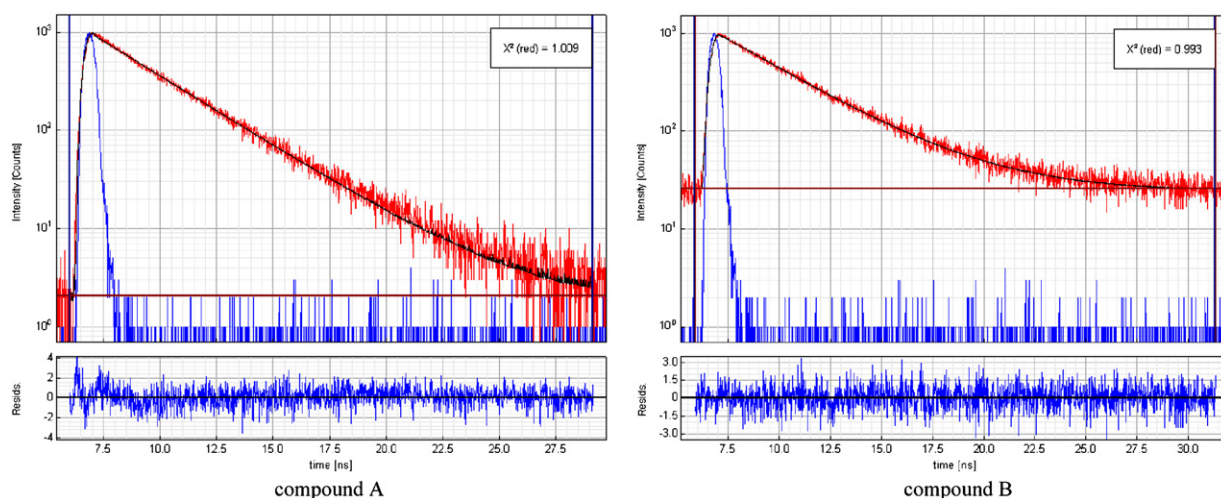 10³
10²
10¹
10⁰
Intensity [Counts]
X² (red) = 1.009
4
2
0
-2
-4
Resids.
7.5 10.0 12.5 15.0 17.5 20.0 22.5 25.0 27.5
time [ns]
compound A
10³
10²
10¹
10⁰
Intensity [Counts]
X² (red) = 0.993
3.0
1.5
0
-1.5
-3.0
Resids.
7.5 10.0 12.5 15.0 17.5 20.0 22.5 25.0 27.5 30.0
time [ns]
compound B